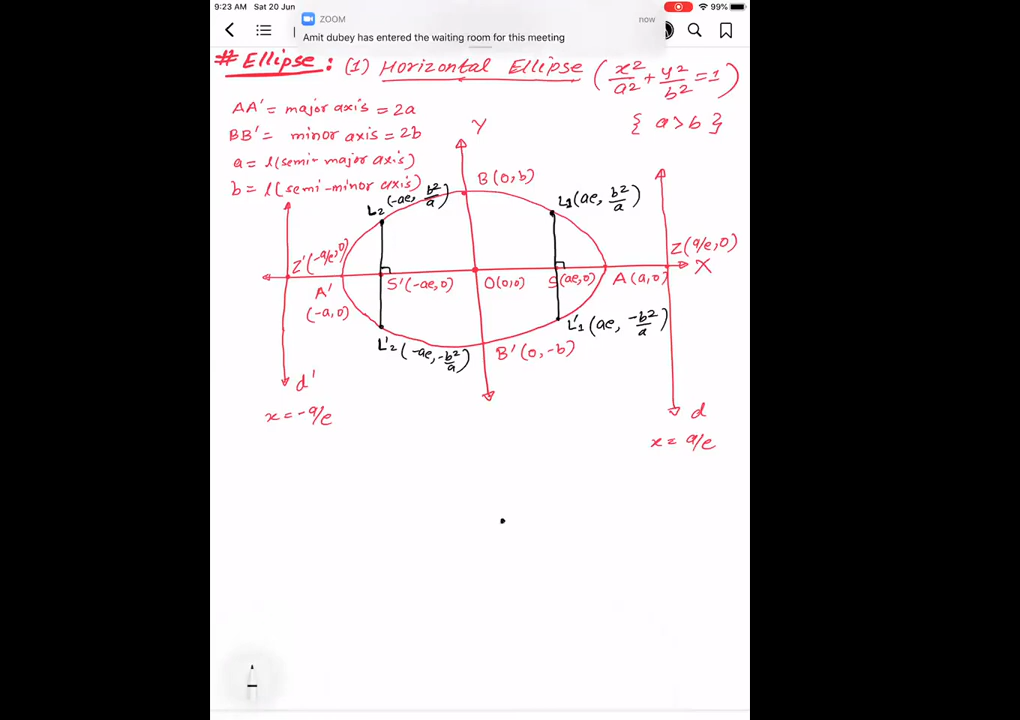 9:23 AM Sat 20 Jun
99%
ZOOM
now
Amit dubey has entered the waiting room for this meeting
# Ellipse : (1) Horizontal Ellipse (x²/a² + y²/b² = 1)
{ a > b }
AA' = major axis = 2a
BB' = minor axis = 2b
a = l(semi-major axis)
b = l(semi-minor axis)
Y
B(0,b)
L₂ (-ae, b²/a)
L₁(ae, b²/a)
Z'(-a/e,0)
Z(a/e,0)
X
A'
(-a,0)
S'(-ae,0)
O(0,0)
S(ae,0)
A(a,0)
L'₂(-ae, -b²/a)
B'(0,-b)
L'₁(ae, -b²/a)
d'
x = -a/e
d
x = a/e